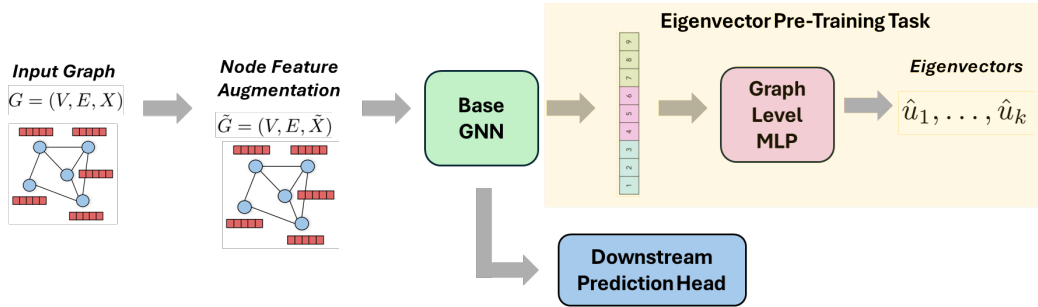 Eigenvector Pre-Training Task
Input Graph
G = (V, E, X)
Node Feature
Augmentation
G̃ = (V, E, X̃)
Base
GNN
9
8
7
6
5
4
3
2
1
Graph
Level
MLP
Eigenvectors
û₁, . . . , ûₖ
Downstream
Prediction Head